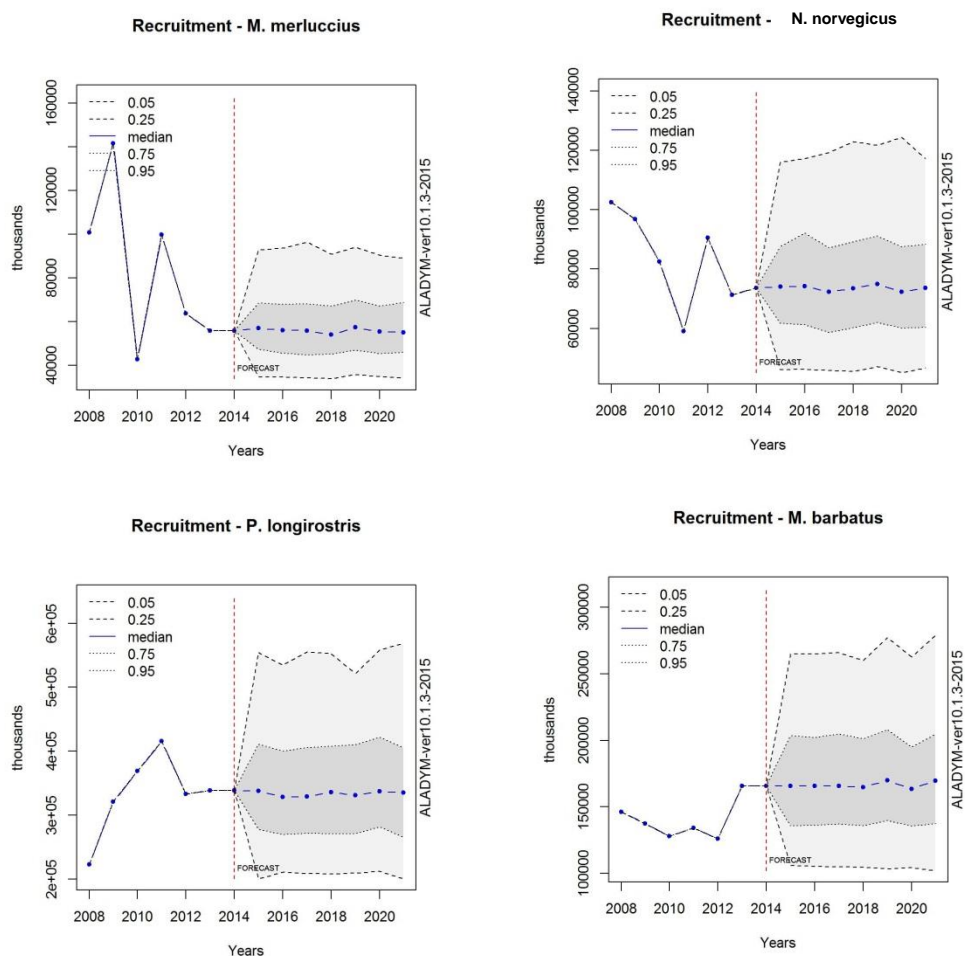 Recruitment - M. merluccius
thousands
40000
80000
120000
160000
0.05
0.25
median
0.75
0.95
FORECAST
2008
2010
2012
2014
2016
2018
2020
Years
ALADYM-ver10.1.3-2015
Recruitment - N. norvegicus
thousands
60000
80000
100000
120000
140000
0.05
0.25
median
0.75
0.95
FORECAST
2008
2010
2012
2014
2016
2018
2020
Years
ALADYM-ver10.1.3-2015
Recruitment - P. longirostris
thousands
2e+05
3e+05
4e+05
5e+05
6e+05
0.05
0.25
median
0.75
0.95
FORECAST
2008
2010
2012
2014
2016
2018
2020
Years
ALADYM-ver10.1.3-2015
Recruitment - M. barbatus
thousands
100000
150000
200000
250000
300000
0.05
0.25
median
0.75
0.95
FORECAST
2008
2010
2012
2014
2016
2018
2020
Years
ALADYM-ver10.1.3-2015